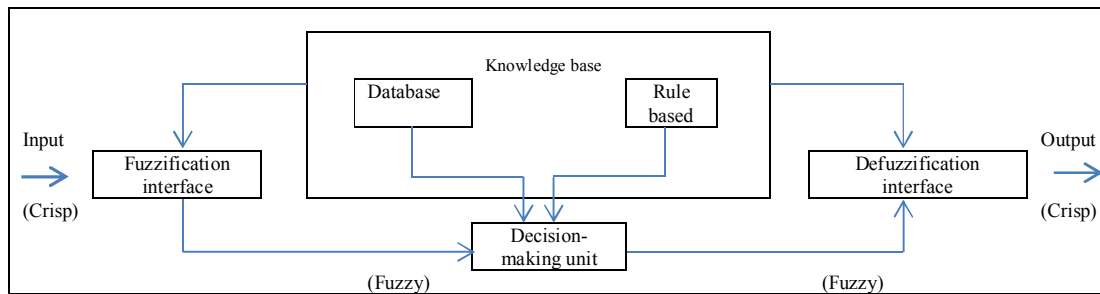 Knowledge base
Database
Rule
based
Input
Fuzzification
interface
(Crisp)
Output
Defuzzification
interface
(Crisp)
Decision-
making unit
(Fuzzy)
(Fuzzy)